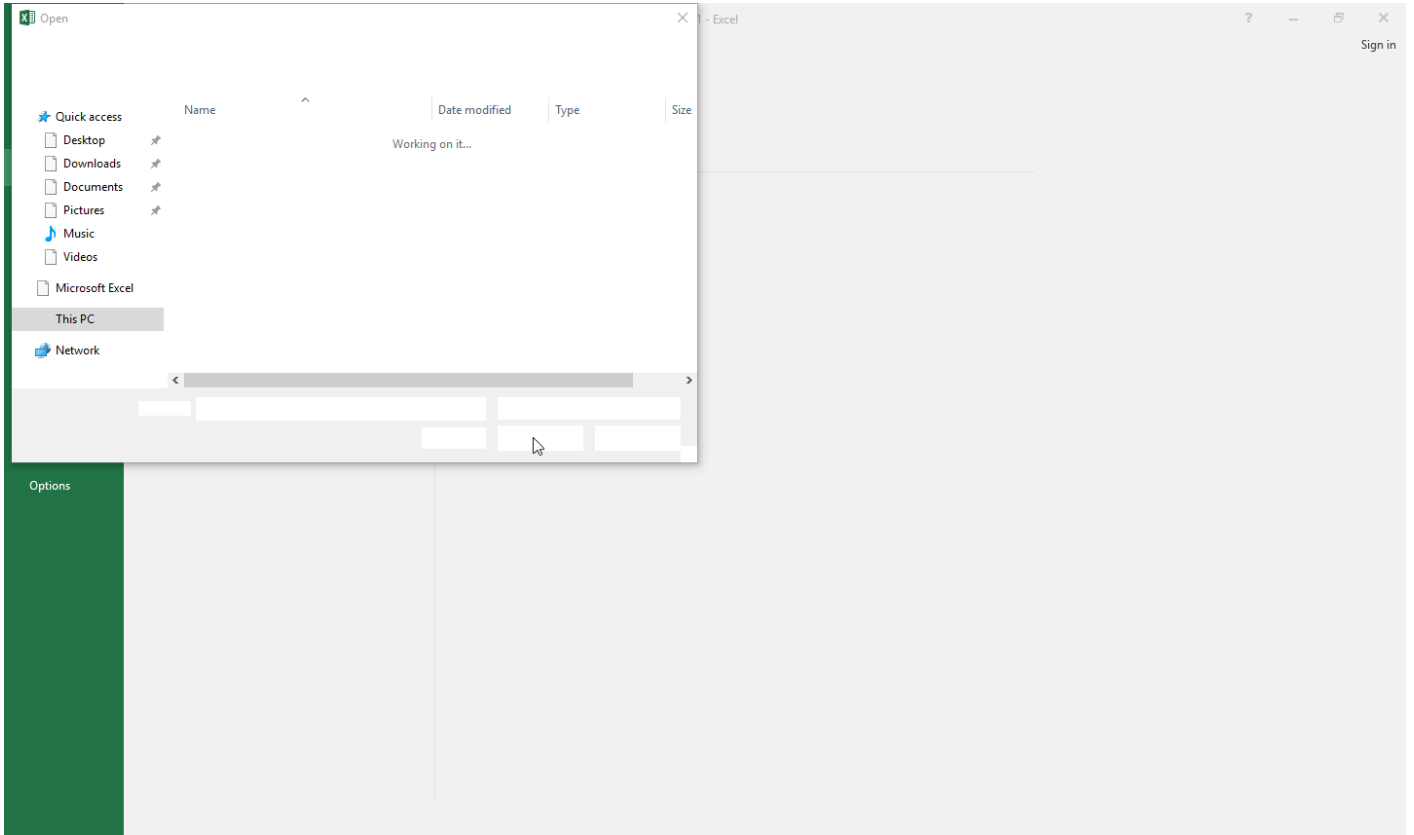 Open
1 - Excel
?
Sign in
Name
Date modified
Type
Size
Working on it...
Quick access
Desktop
Downloads
Documents
Pictures
Music
Videos
Microsoft Excel
This PC
Network
Options